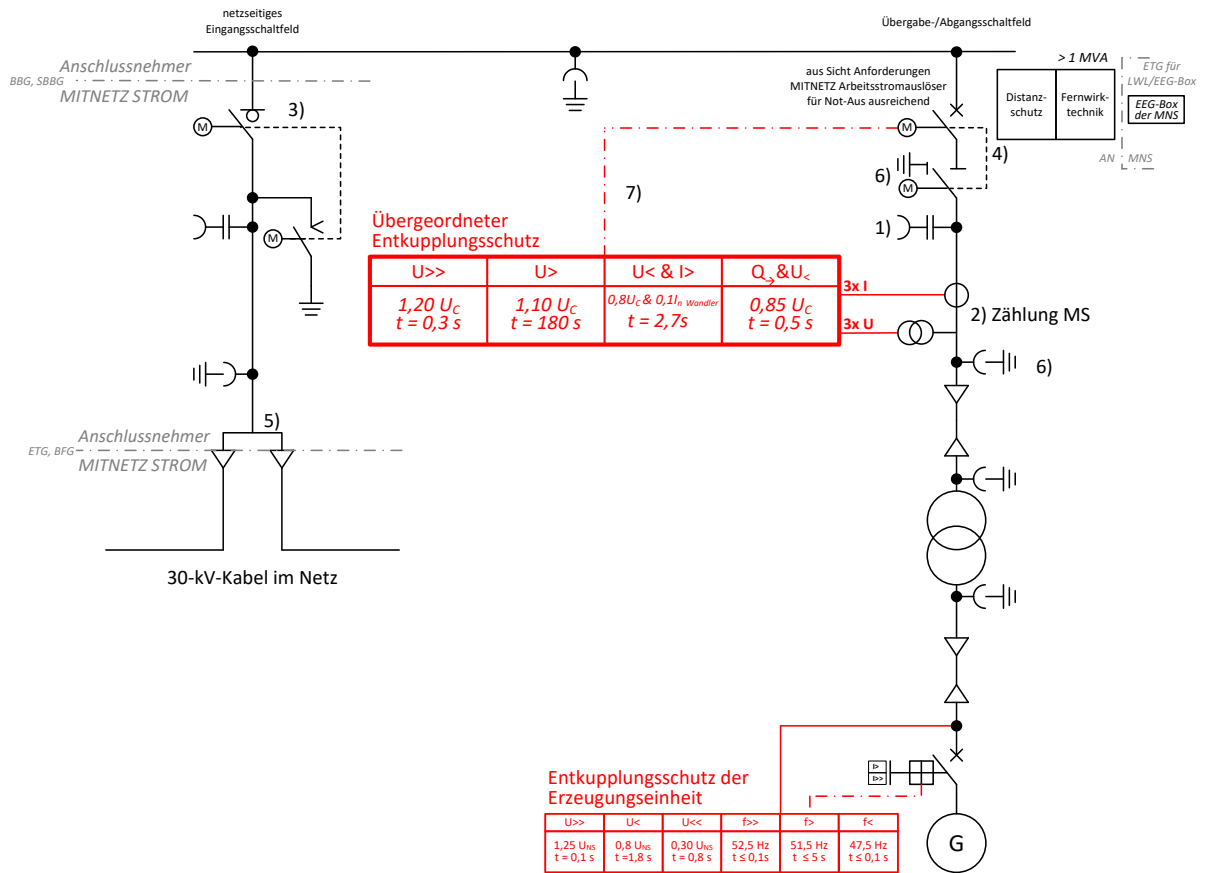 netzseitiges
Eingangsschaltfeld
Übergabe-/Abgangsschaltfeld
Anschlussnehmer
BBG, SBBG
MITNETZ STROM
aus Sicht Anforderungen
MITNETZ Arbeitsstromauslöser
für Not-Aus ausreichend
> 1 MVA
Distanz-
schutz
Fernwirk-
technik
ETG für
LWL/EEG-Box
EEG-Box
der MNS
AN
MNS
M
3)
M
M
4)
6)
M
1)
7)
Übergeordneter
Entkupplungsschutz
U>>
U>
U< & I>
Q→&U<
1,20 UC
t = 0,3 s
1,10 UC
t = 180 s
0,8UC & 0,1In Wandler
t = 2,7s
0,85 UC
t = 0,5 s
3x I
3x U
2) Zählung MS
6)
5)
Anschlussnehmer
ETG, BFG
MITNETZ STROM
30-kV-Kabel im Netz
I>
I>>
Entkupplungsschutz der
Erzeugungseinheit
U>>
U<
U<<
f>>
f>
f<
1,25 UNS
t = 0,1 s
0,8 UNS
t =1,8 s
0,30 UNS
t = 0,8 s
52,5 Hz
t ≤ 0,1s
51,5 Hz
t ≤ 5 s
47,5 Hz
t ≤ 0,1 s
G